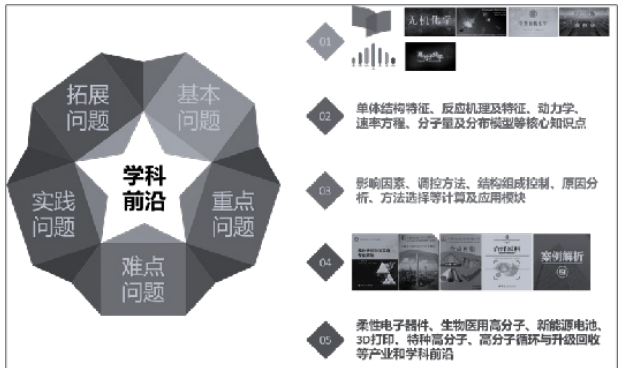 拓展
问题
基本
问题
学科
前沿
实践
问题
重点
问题
难点
问题
01
无机化学
02
单体结构特征、反应机理及特征、动力学、
速率方程、分子量及分布模型等核心知识点
03
影响因素、调控方法、结构组成控制、原因分
析、方法选择等计算及应用模块
04
案例解析
05
柔性电子器件、生物医用高分子、新能源电池、
3D打印、特种高分子、高分子循环与升级回收
等产业和学科前沿